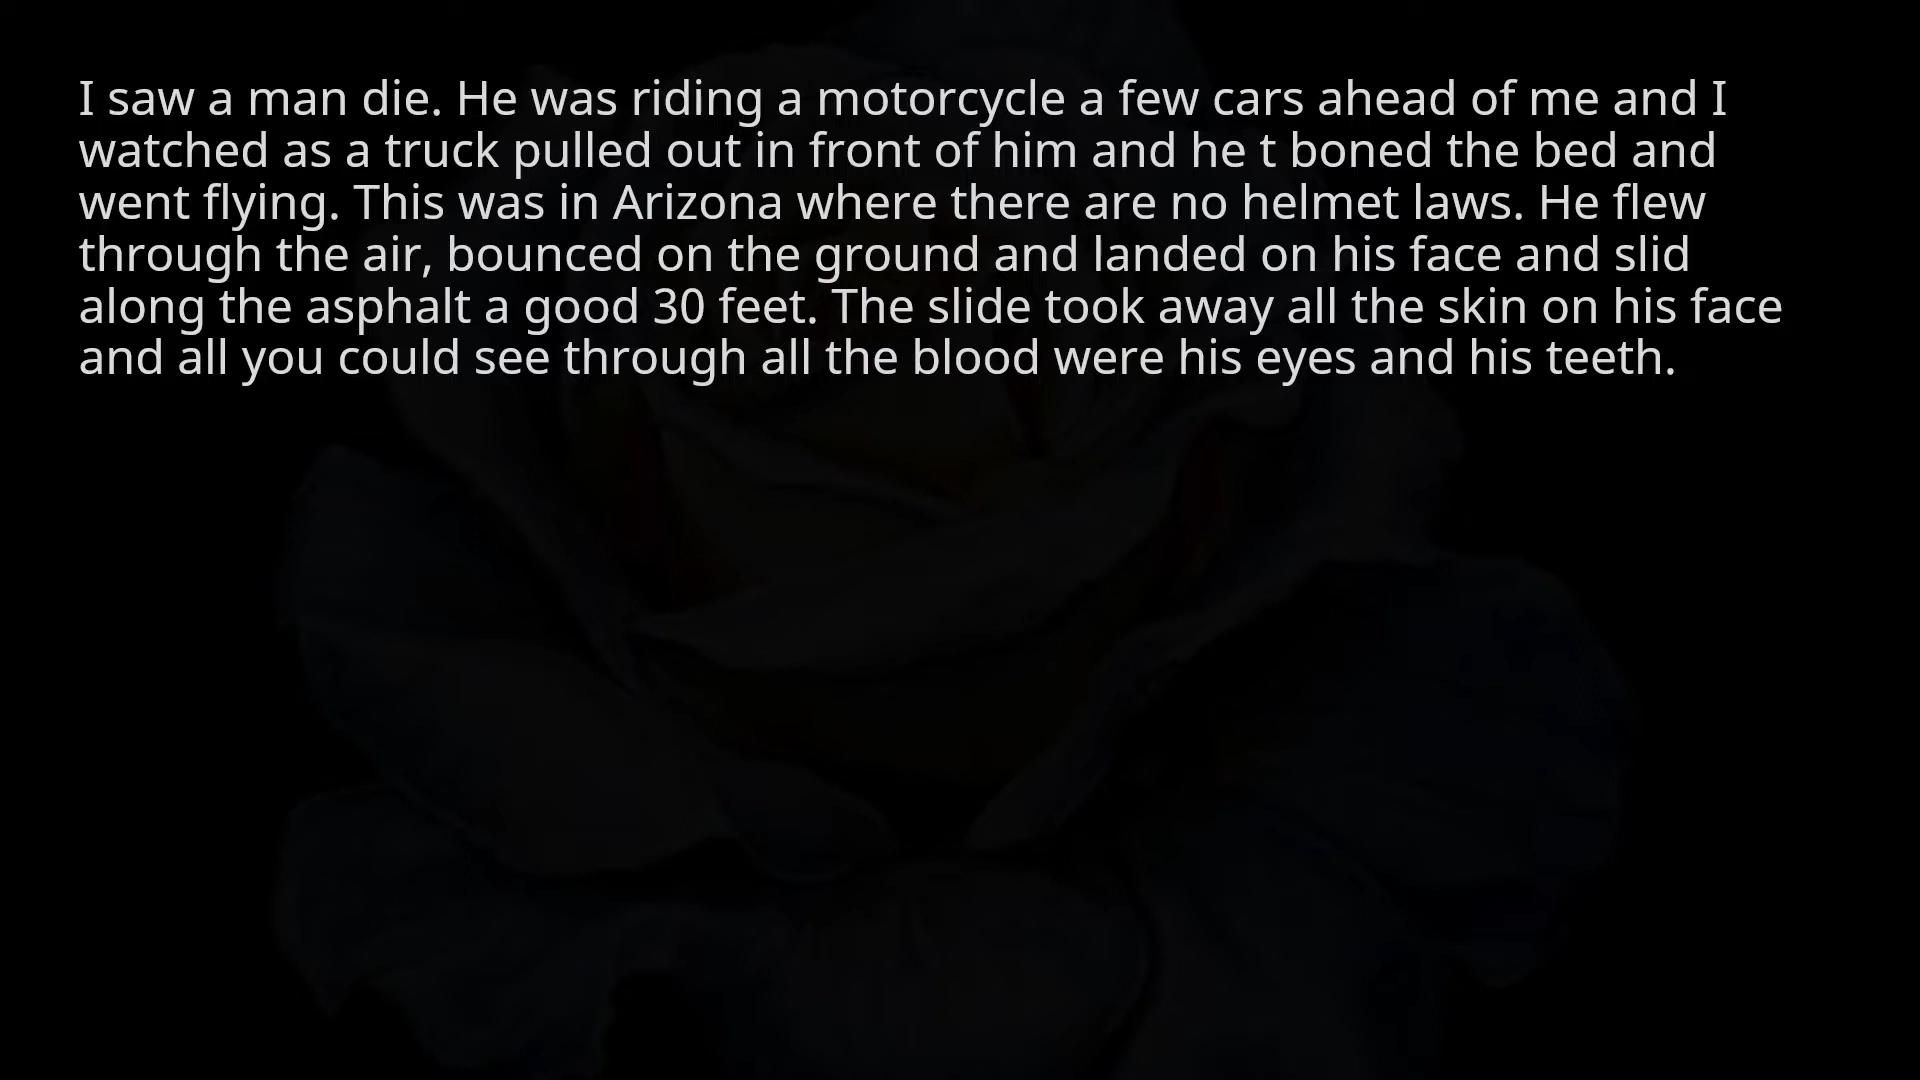 I saw a man die. He was riding a motorcycle a few cars ahead of me and I
watched as a truck pulled out in front of him and he t boned the bed and
went flying. This was in Arizona where there are no helmet laws. He flew
through the air, bounced on the ground and landed on his face and slid
along the asphalt a good 30 feet. The slide took away all the skin on his face
and all you could see through all the blood were his eyes and his teeth.